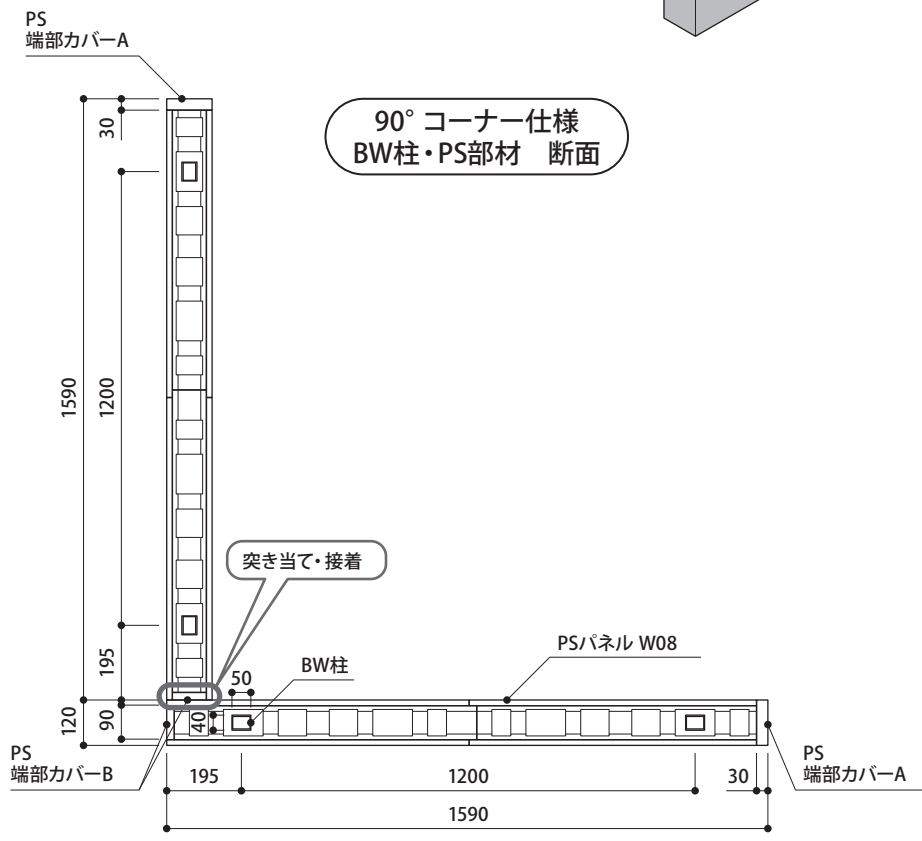 PS
端部カバーA
90° コーナー仕様
BW柱・PS部材　断面
30
1200
1590
195
突き当て・接着
BW柱
50
PSパネル W08
120
90
40
PS
端部カバーB
PS
端部カバーA
195
1200
30
1590